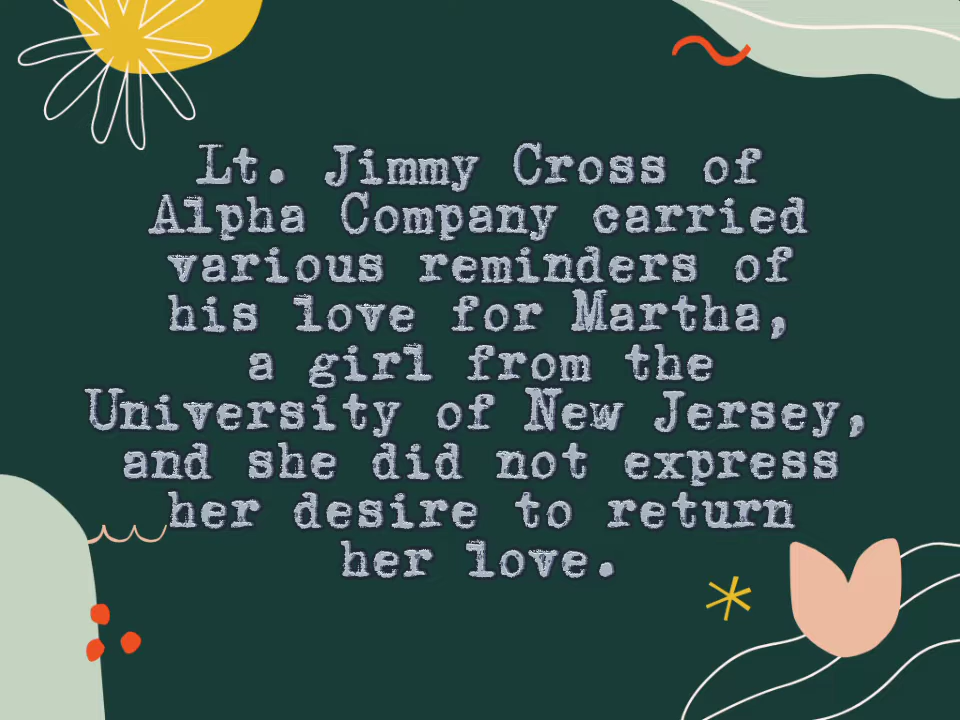 Lt. Jimmy Cross of
Alpha Company carried
various reminders of
his love for Martha,
a girl from the
University of New Jersey,
and she did not express
her desire to return
her love.